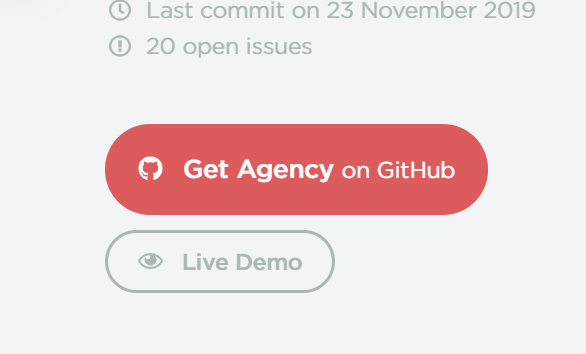 Last commit on 23 November 2019
20 open issues
Get Agency on GitHub
Live Demo